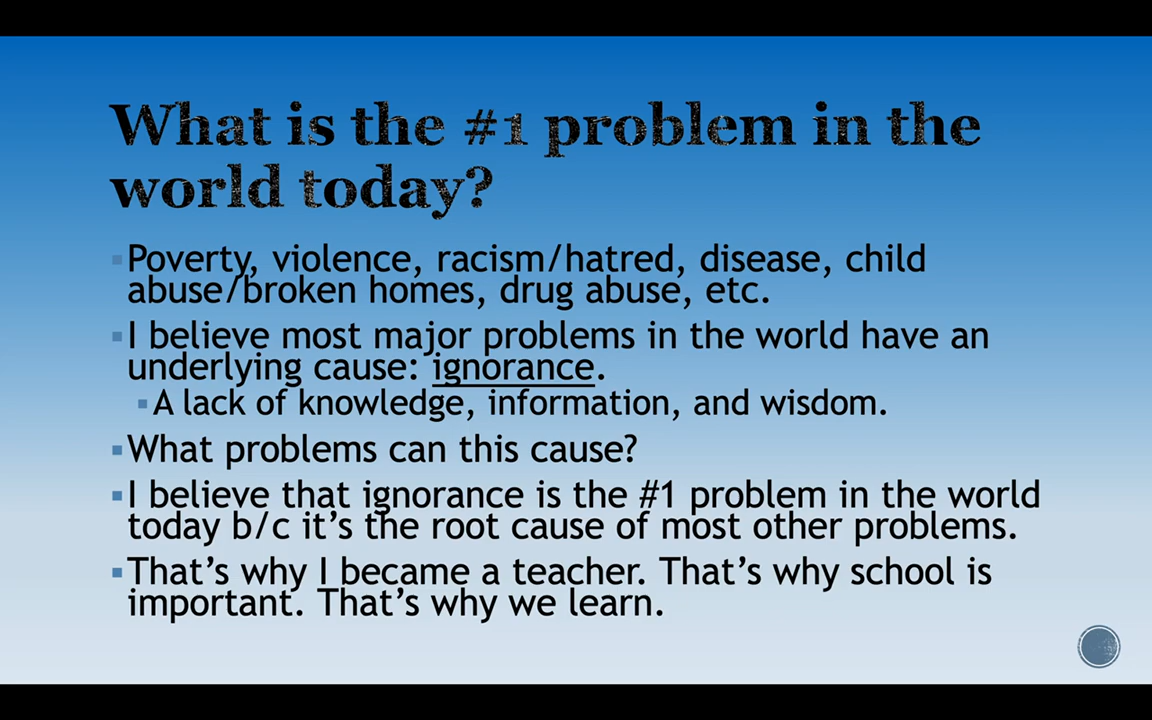 What is the #1 problem in the
world today?
▪Poverty, violence, racism/hatred, disease, child
abuse/broken homes, drug abuse, etc.
▪I believe most major problems in the world have an
underlying cause: ignorance.
▪A lack of knowledge, information, and wisdom.
▪What problems can this cause?
▪I believe that ignorance is the #1 problem in the world
today b/c it’s the root cause of most other problems.
▪That’s why I became a teacher. That’s why school is
important. That’s why we learn.